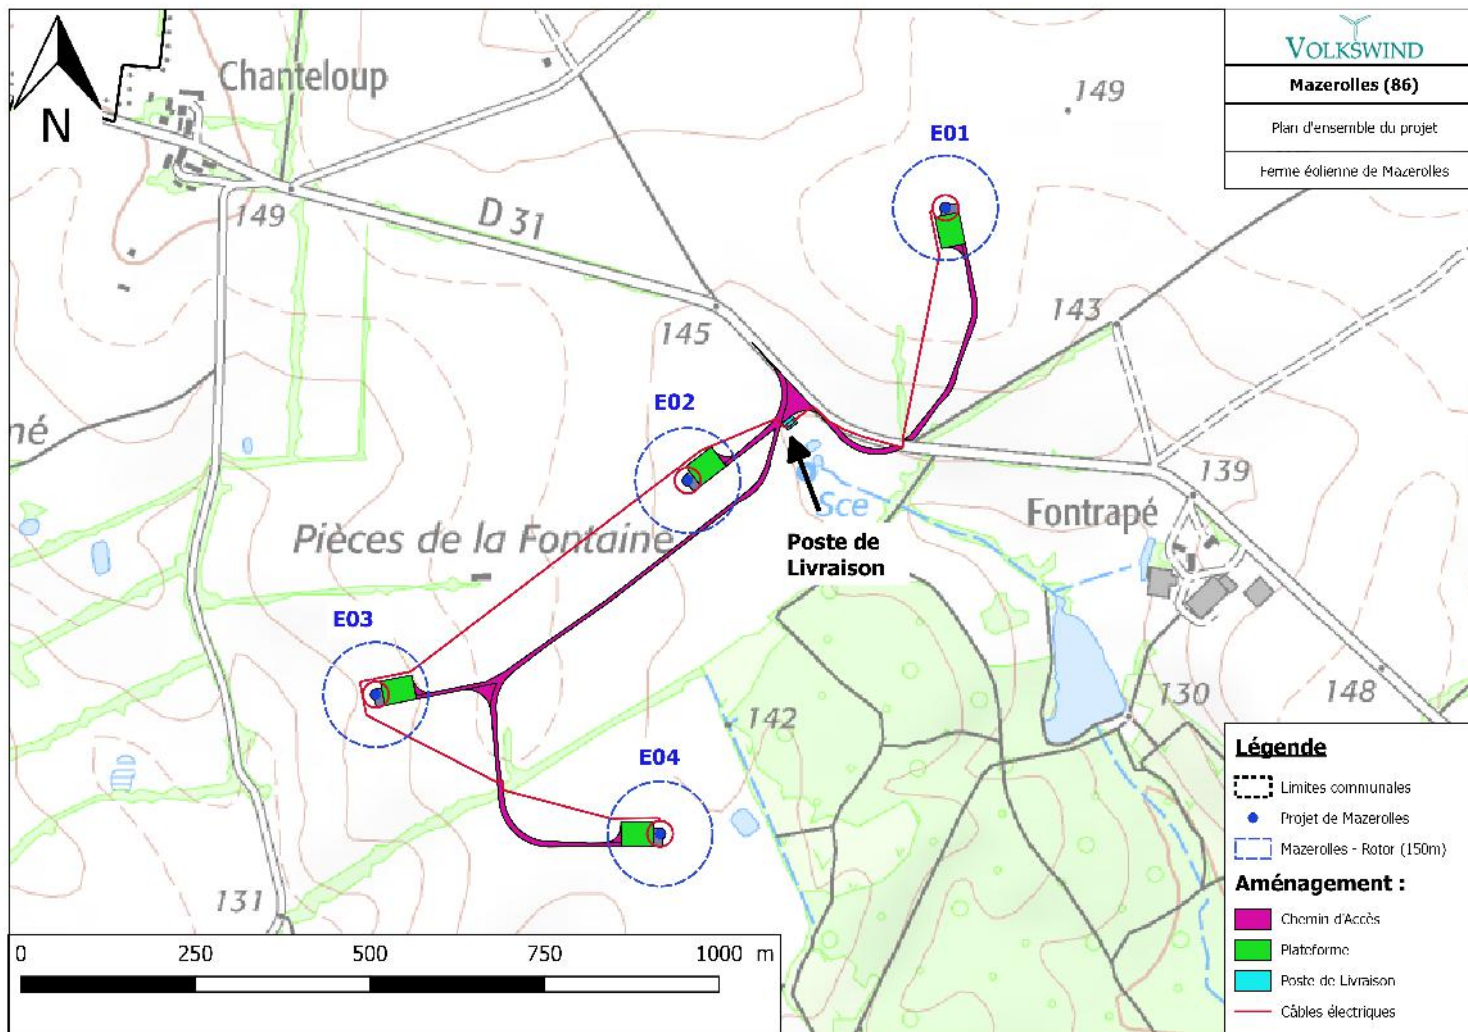 VOLKSWIND
Mazerolles (86)
Plan d'ensemble du projet
Ferme éolienne de Mazerolles
N
Chanteloup
149
E01
149
D 31
143
145
E02
né
139
Sce
Fontrapé
Pièces de la Fontaine
Poste de
Livraison
E03
148
130
142
E04
131
0 250 500 750 1000 m
Légende
Limites communales
Projet de Mazerolles
Mazerolles - Rotor (150m)
Aménagement :
Chemin d'Accès
Plateforme
Poste de Livraison
Câbles électriques